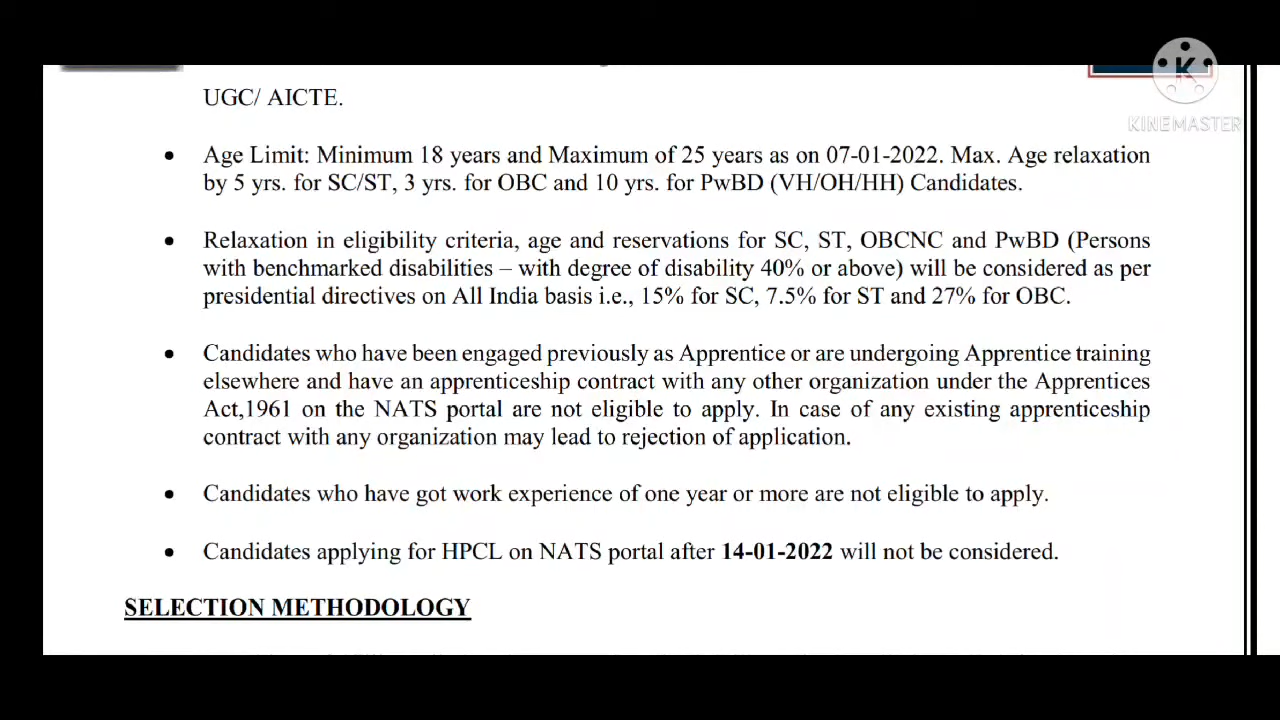 KINEMASTER
UGC/ AICTE.
• Age Limit: Minimum 18 years and Maximum of 25 years as on 07-01-2022. Max. Age relaxation
by 5 yrs. for SC/ST, 3 yrs. for OBC and 10 yrs. for PwBD (VH/OH/HH) Candidates.
• Relaxation in eligibility criteria, age and reservations for SC, ST, OBCNC and PwBD (Persons
with benchmarked disabilities – with degree of disability 40% or above) will be considered as per
presidential directives on All India basis i.e., 15% for SC, 7.5% for ST and 27% for OBC.
• Candidates who have been engaged previously as Apprentice or are undergoing Apprentice training
elsewhere and have an apprenticeship contract with any other organization under the Apprentices
Act,1961 on the NATS portal are not eligible to apply. In case of any existing apprenticeship
contract with any organization may lead to rejection of application.
• Candidates who have got work experience of one year or more are not eligible to apply.
• Candidates applying for HPCL on NATS portal after 14-01-2022 will not be considered.
SELECTION METHODOLOGY